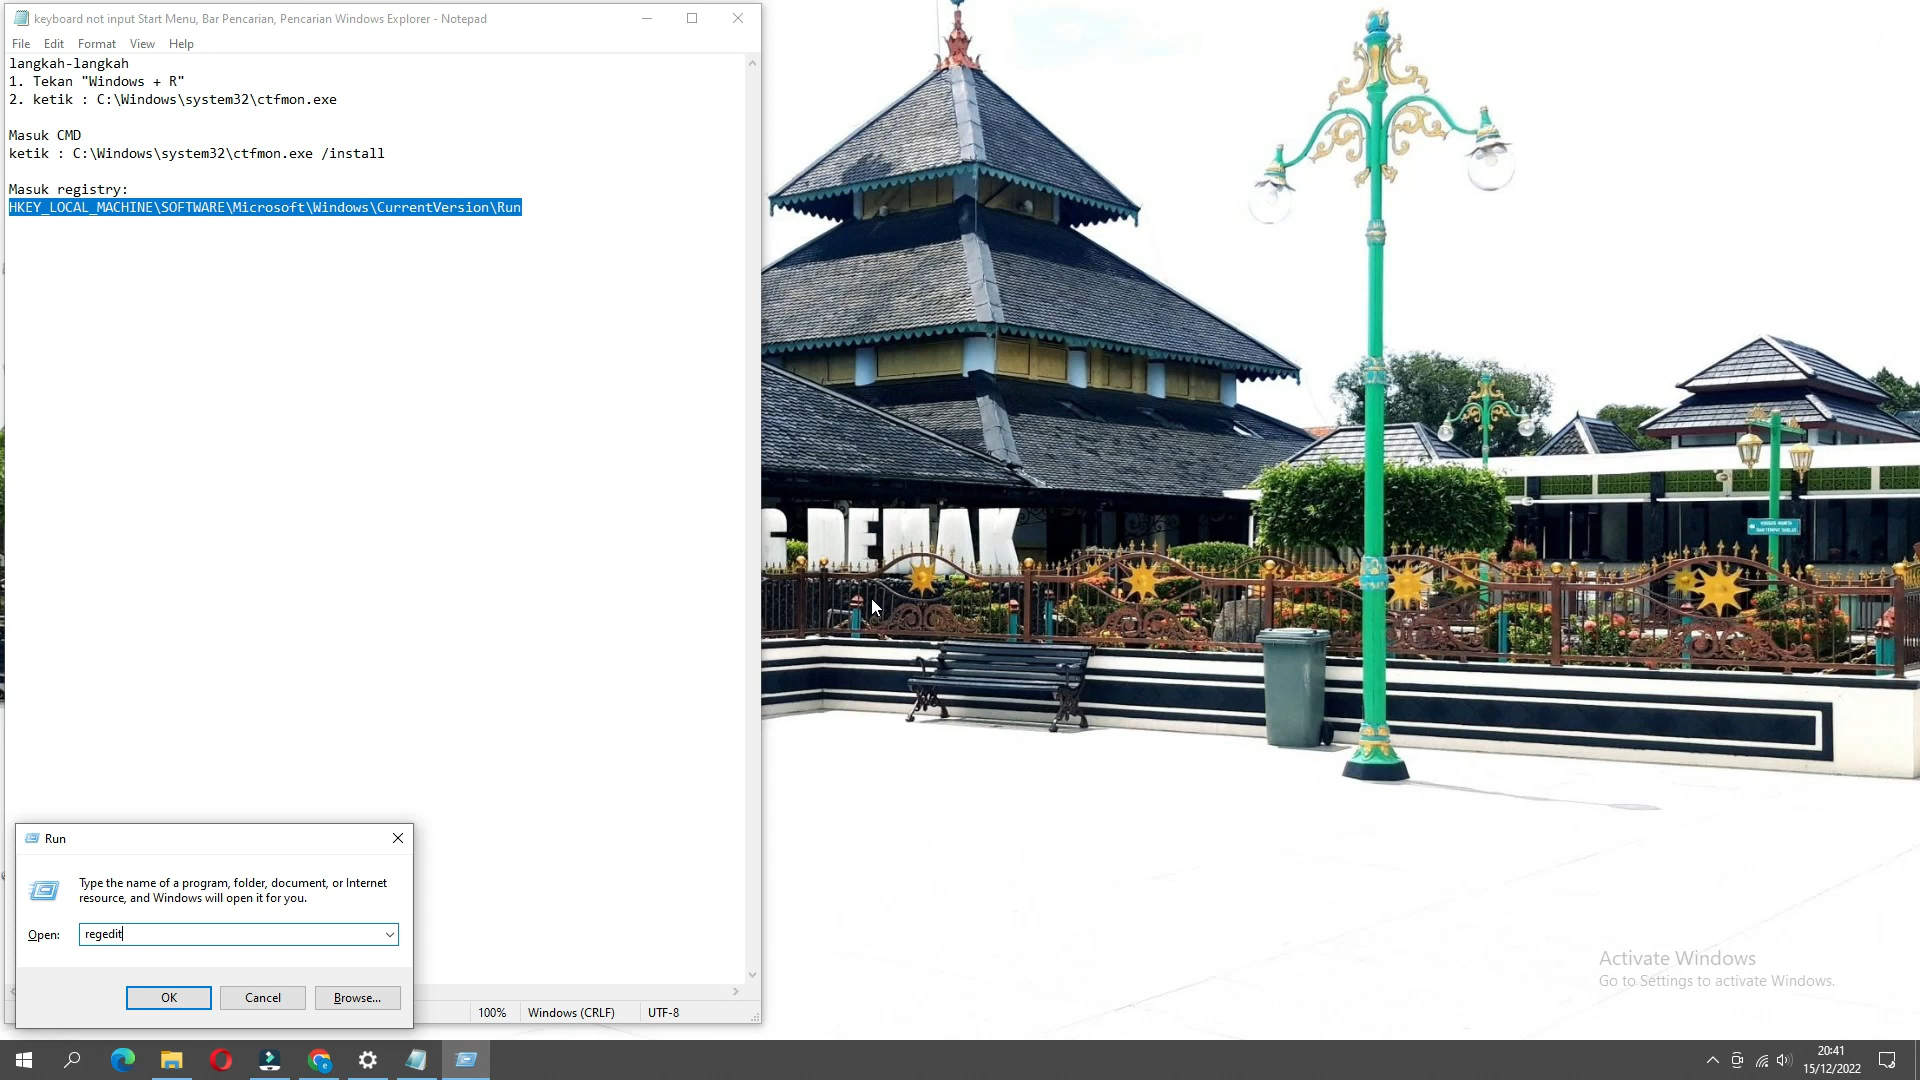 keyboard not input Start Menu, Bar Pencarian, Pencarian Windows Explorer - Notepad
File Edit Format View Help
langkah-langkah
1. Tekan "Windows + R"
2. ketik : C:\Windows\system32\ctfmon.exe
Masuk CMD
ketik : C:\Windows\system32\ctfmon.exe /install
Masuk registry:
HKEY_LOCAL_MACHINE\SOFTWARE\Microsoft\Windows\CurrentVersion\Run
G DEMAK
Run
Type the name of a program, folder, document, or Internet
resource, and Windows will open it for you.
Open: regedit
OK Cancel Browse...
100% Windows (CRLF) UTF-8
Activate Windows
Go to Settings to activate Windows.
20:41
15/12/2022